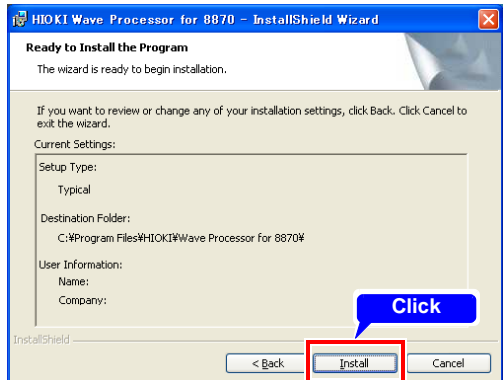 HIOKI Wave Processor for 8870 - InstallShield Wizard
Ready to Install the Program
The wizard is ready to begin installation.
If you want to review or change any of your installation settings, click Back. Click Cancel to
exit the wizard.
Current Settings:
Setup Type:
Typical
Destination Folder:
C:¥Program Files¥HIOKI¥Wave Processor for 8870¥
User Information:
Name:
Company:
Click
InstallShield
< Back Install Cancel